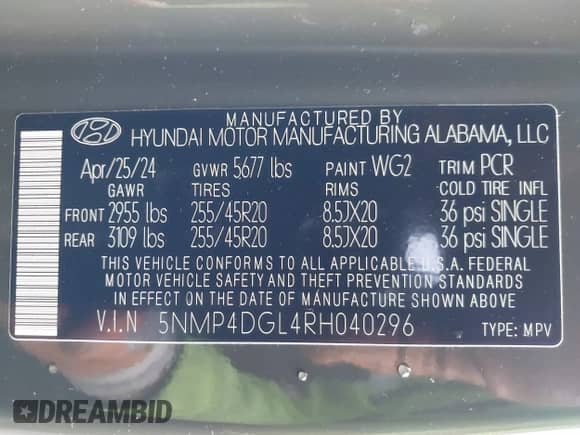 MANUFACTURED BY
HYUNDAI MOTOR MANUFACTURING ALABAMA, LLC
Apr/25/24 GVWR 5677 lbs PAINT WG2 TRIM PCR
GAWR TIRES RIMS COLD TIRE INFL
FRONT 2955 lbs 255/45R20 8.5JX20 36 psi SINGLE
REAR 3109 lbs 255/45R20 8.5JX20 36 psi SINGLE
THIS VEHICLE CONFORMS TO ALL APPLICABLE U.S.A. FEDERAL
MOTOR VEHICLE SAFETY AND THEFT PREVENTION STANDARDS
IN EFFECT ON THE DATE OF MANUFACTURE SHOWN ABOVE.
V.I.N 5NMP4DGL4RH040296 TYPE: MPV
DREAMBID